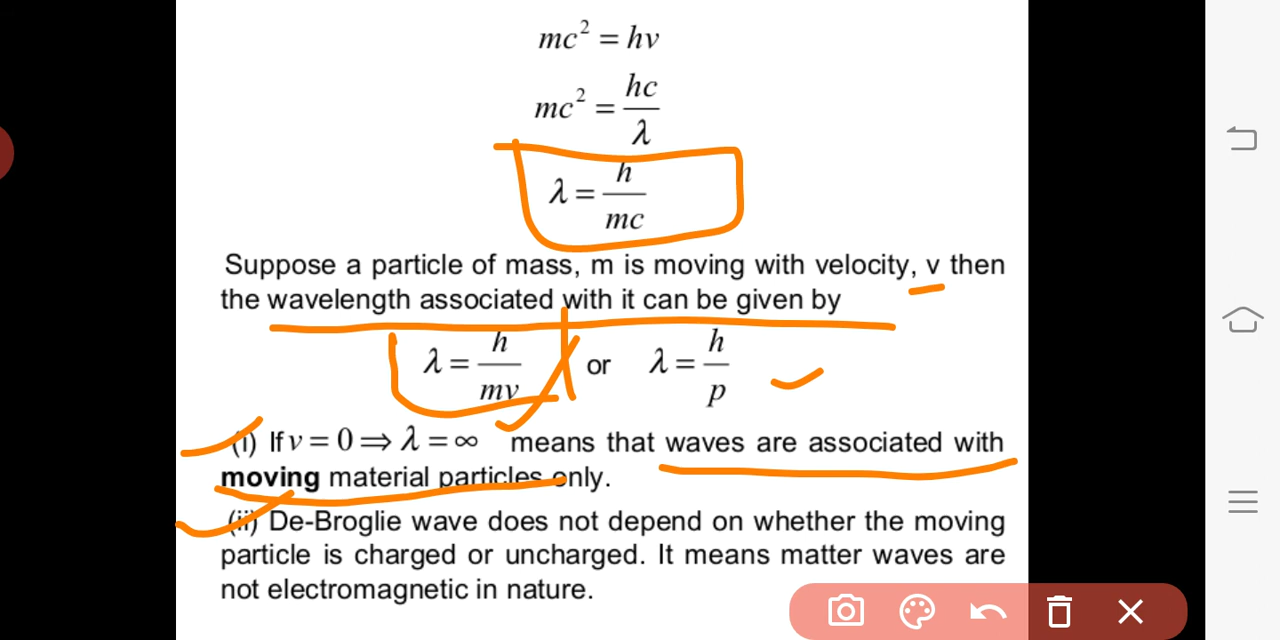 mc² = hν
mc² = hc/λ
λ = h/mc
Suppose a particle of mass, m is moving with velocity, v then
the wavelength associated with it can be given by
λ = h/mv or λ = h/p
(i) If v = 0 ⇒ λ = ∞ means that waves are associated with
moving material particles only.
(ii) De-Broglie wave does not depend on whether the moving
particle is charged or uncharged. It means matter waves are
not electromagnetic in nature.